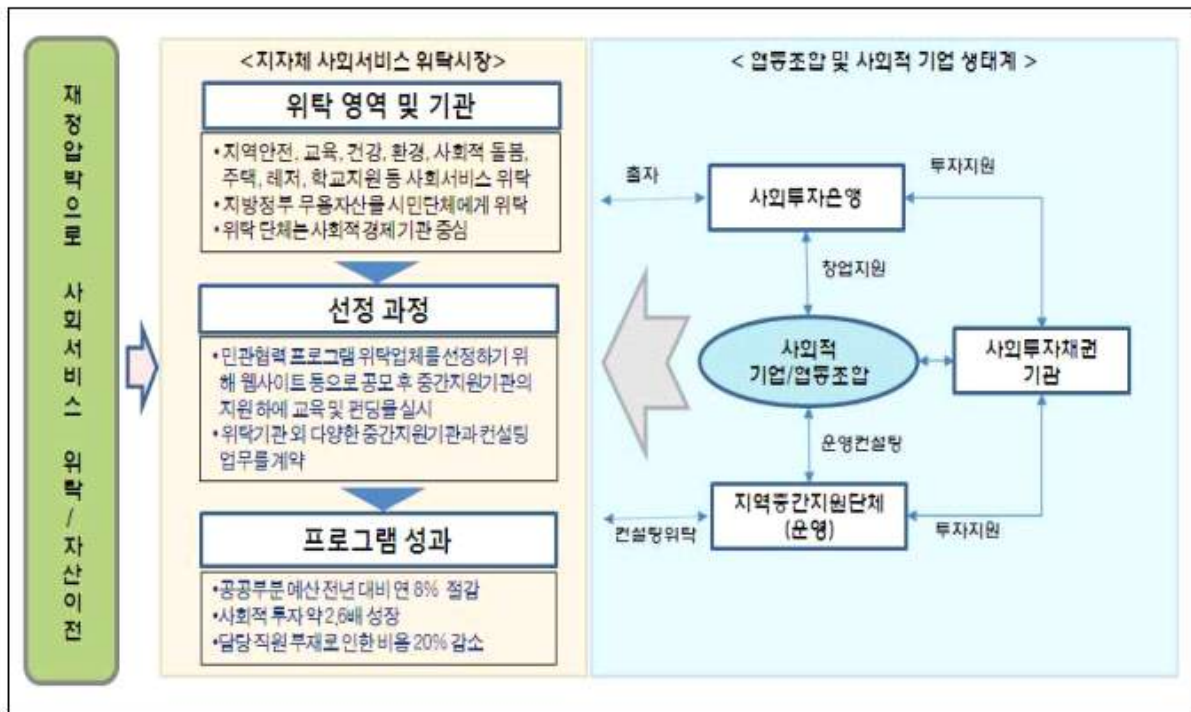 재정압박으로 사회서비스 위탁/자산이전
<지자체 사회서비스 위탁시장>
위탁 영역 및 기관
•지역안전, 교육, 건강, 환경, 사회적 돌봄,
주택, 레저, 학교지원 등 사회서비스 위탁
•지방정부 무용자산을 시민단체에게 위탁
•위탁 단체는 사회적경제기관 중심
선정 과정
•민관협력 프로그램 위탁업체를 선정하기 위
해 웹사이트 등으로 공모 후 중간지원기관의
지원 하에 교육 및 펀딩을 실시
•위탁기관 외 다양한 중간지원기관과 컨설팅
업무를 계약
프로그램 성과
•공공부분 예산 전년 대비 연 8% 절감
•사회적 투자 약 2,6배 성장
•담당 직원 부재로 인한 비용 20% 감소
< 협동조합 및 사회적 기업 생태계 >
출자
사회투자은행
투자지원
창업지원
사회적
기업/협동조합
사회투자채권
기관
운영컨설팅
지역중간지원단체
(운영)
컨설팅위탁
투자지원